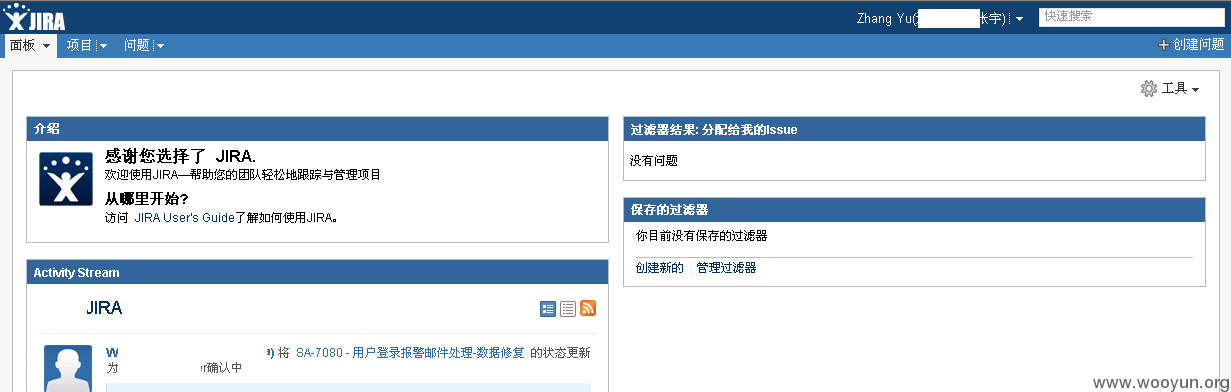 JIRA
Zhang Yu( 张宇)
快速搜索
面板 项目 问题
创建问题
工具
介绍
感谢您选择了 JIRA.
欢迎使用JIRA—帮助您的团队轻松地跟踪与管理项目
从哪里开始?
访问 JIRA User's Guide了解如何使用JIRA。
过滤器结果: 分配给我的Issue
没有问题
保存的过滤器
你目前没有保存的过滤器
创建新的 管理过滤器
Activity Stream
JIRA
W ) 将 SA-7080 - 用户登录报警邮件处理-数据修复 的状态更新
为 r确认中
www.wooyun.org